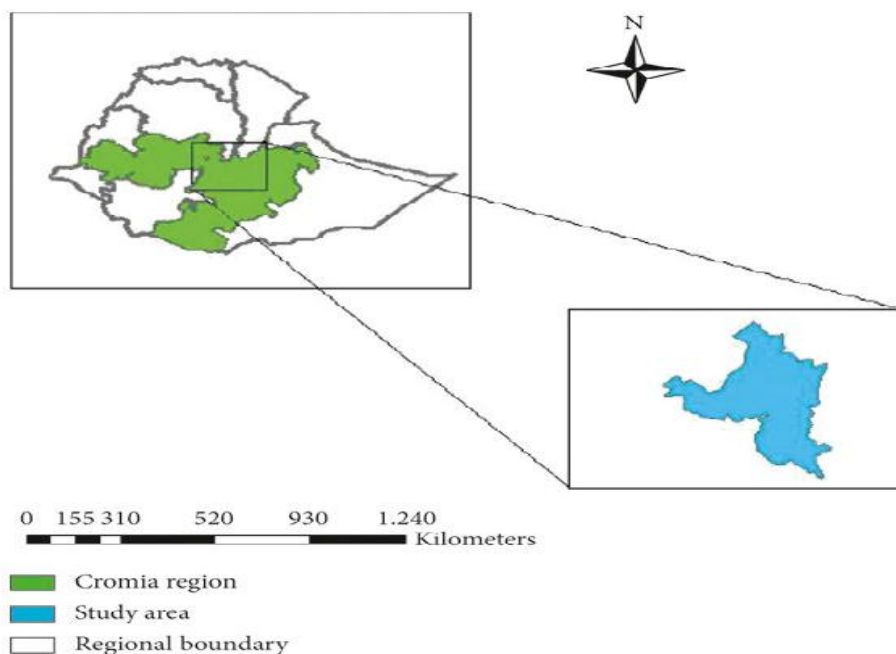 N
0 155 310 520 930 1.240
Kilometers
Cromia region
Study area
Regional boundary